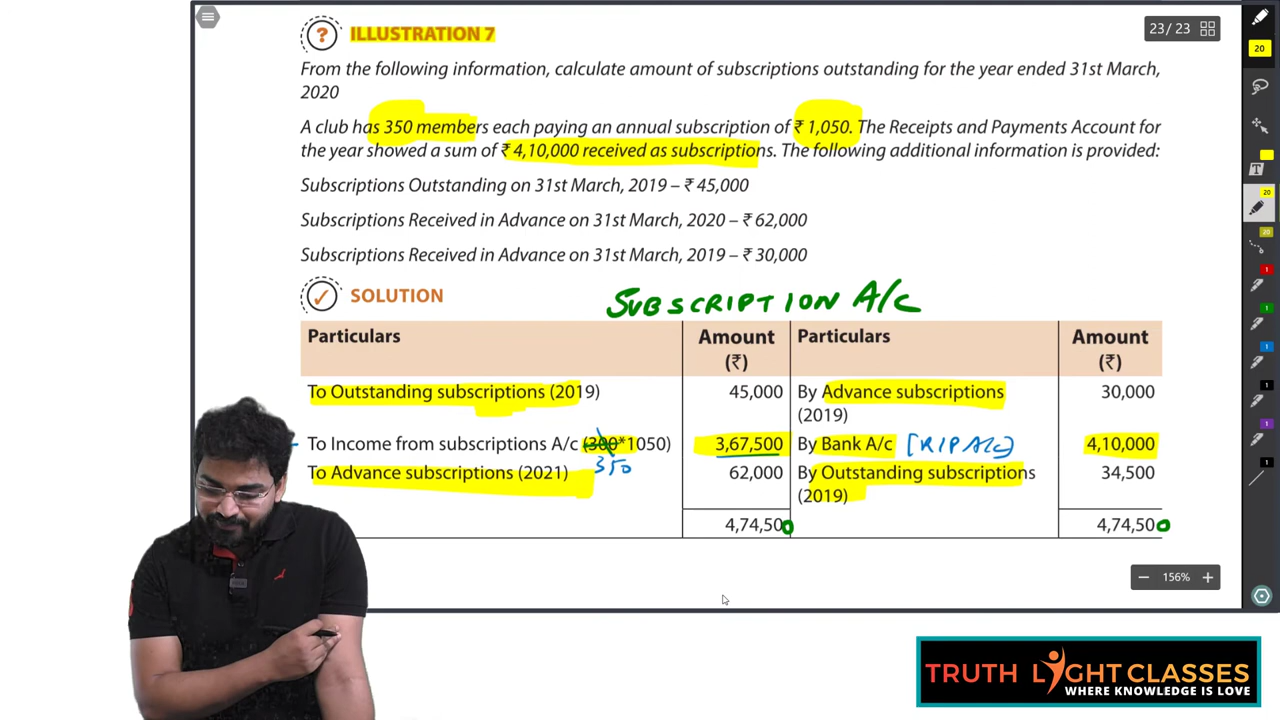 ILLUSTRATION 7
23/ 23
20
From the following information, calculate amount of subscriptions outstanding for the year ended 31st March,
2020
A club has 350 members each paying an annual subscription of ₹ 1,050. The Receipts and Payments Account for
the year showed a sum of ₹ 4,10,000 received as subscriptions. The following additional information is provided:
Subscriptions Outstanding on 31st March, 2019 – ₹ 45,000
Subscriptions Received in Advance on 31st March, 2020 – ₹ 62,000
Subscriptions Received in Advance on 31st March, 2019 – ₹ 30,000
SOLUTION
SUBSCRIPTION A/c
Particulars Amount (₹) Particulars Amount (₹)
To Outstanding subscriptions (2019) 45,000 By Advance subscriptions (2019) 30,000
To Income from subscriptions A/c (300*1050) 3,67,500 By Bank A/c [R/P A/c] 4,10,000
350
To Advance subscriptions (2021) 62,000 By Outstanding subscriptions (2019) 34,500
4,74,500 4,74,500
156%
TRUTH LIGHT CLASSES
WHERE KNOWLEDGE IS LOVE